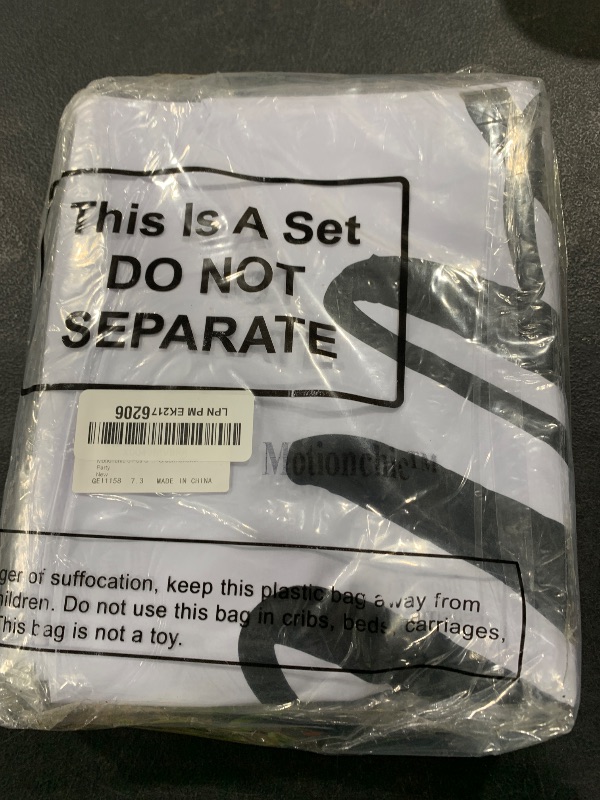 This Is A Set
DO NOT
SEPARATE
LPN PM EK2176206
Motionchic™
Party
New
GE11158 7.3 MADE IN CHINA
ger of suffocation, keep this plastic bag away from
hildren. Do not use this bag in cribs, beds, carriages,
This bag is not a toy.